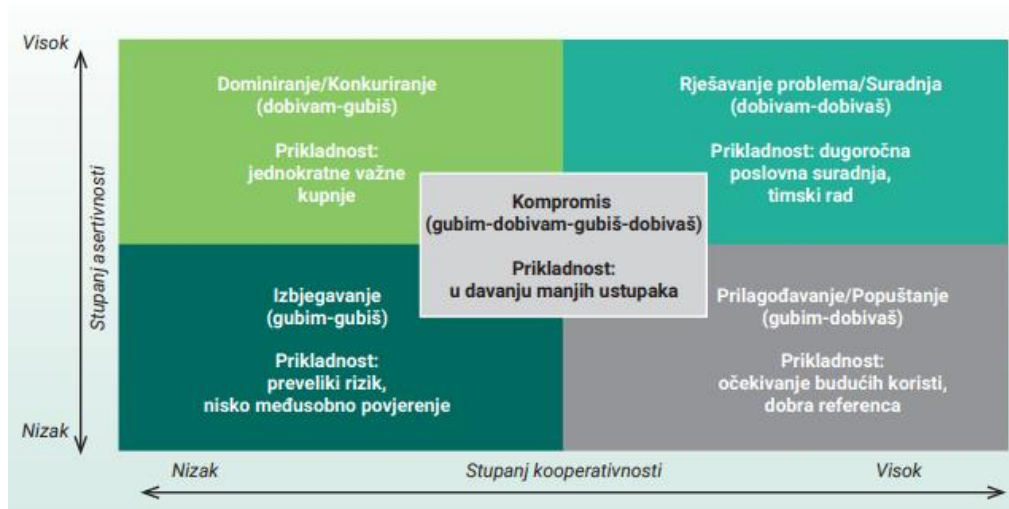 Visok
Dominiranje/Konkuriranje
(dobivam-gubiš)
Prikladnost:
jednokratne važne
kupnje
Rješavanje problema/Suradnja
(dobivam-dobivaš)
Prikladnost: dugoročna
poslovna suradnja,
timski rad
Kompromis
(gubim-dobivam-gubiš-dobivaš)
Prikladnost:
u davanju manjih ustupaka
Stupanj asertivnosti
Izbjegavanje
(gubim-gubiš)
Prikladnost:
preveliki rizik,
nisko međusobno povjerenje
Prilagođavanje/Popuštanje
(gubim-dobivaš)
Prikladnost:
očekivanje budućih koristi,
dobra referenca
Nizak
Nizak
Stupanj kooperativnosti
Visok